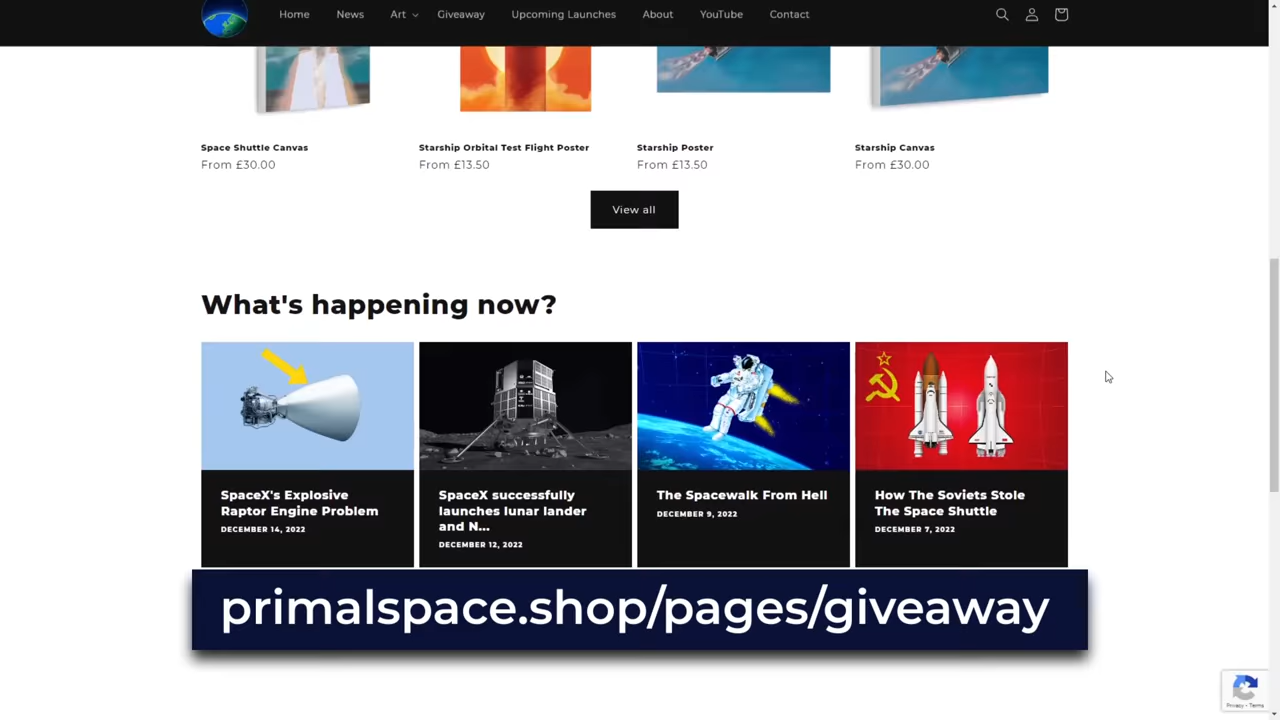 Home News Art Giveaway Upcoming Launches About YouTube Contact
Space Shuttle Canvas
From £30.00
Starship Orbital Test Flight Poster
From £13.50
Starship Poster
From £13.50
Starship Canvas
From £30.00
View all
What's happening now?
SpaceX's Explosive
Raptor Engine Problem
DECEMBER 14, 2022
SpaceX successfully
launches lunar lander
and N...
DECEMBER 12, 2022
The Spacewalk From Hell
DECEMBER 9, 2022
How The Soviets Stole
The Space Shuttle
DECEMBER 7, 2022
primalspace.shop/pages/giveaway
Privacy - Terms